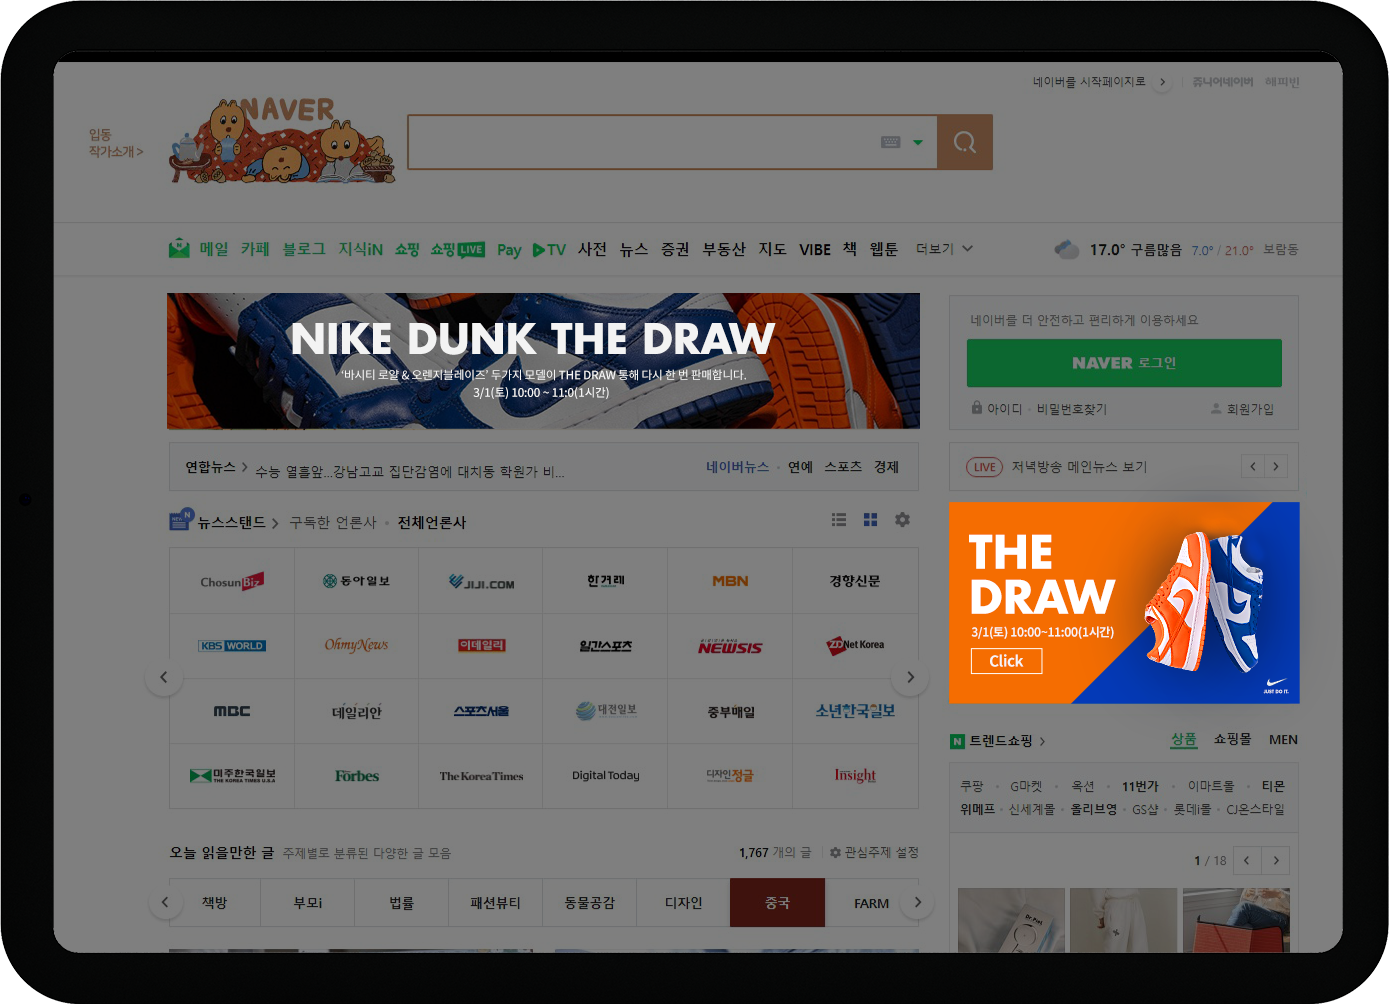 네이버를 시작페이지로
쥬니어네이버 해피빈
입동
작가소개 >
NAVER
메일 카페 블로그 지식iN 쇼핑 쇼핑LIVE Pay TV 사전 뉴스 증권 부동산 지도 VIBE 책 웹툰 더보기
17.0° 구름많음 7.0° / 21.0° 보람동
NIKE DUNK THE DRAW
‘바시티 로얄 & 오렌지블레이즈’ 두가지 모델이 THE DRAW 통해 다시 한 번 판매합니다.
3/1(토) 10:00 ~ 11:0(1시간)
네이버를 더 안전하고 편리하게 이용하세요
NAVER 로그인
아이디 · 비밀번호찾기 회원가입
연합뉴스 > 수능 열흘앞...강남고교 집단감염에 대치동 학원가 비...
네이버뉴스 · 연예 스포츠 경제
LIVE 저녁방송 메인뉴스 보기
NEW N 뉴스스탠드 > 구독한 언론사 · 전체언론사
ChosunBiz 동아일보 JIJI.COM 한겨레 MBN 경향신문
KBS WORLD OhmyNews 이데일리 일간스포츠 NEWSIS ZDNet Korea
MBC 데일리안 스포츠서울 대전일보 중부매일 소년한국일보
미주한국일보 THE KOREA TIMES U.S.A Forbes The Korea Times Digital Today 디자인정글 Insight
THE
DRAW
3/1(토) 10:00~11:00(1시간)
Click
JUST DO IT.
N 트렌드쇼핑 > 상품 쇼핑몰 MEN
쿠팡 · G마켓 · 옥션 · 11번가 · 이마트몰 · 티몬
위메프 · 신세계몰 · 올리브영 · GS샵 · 롯데i몰 · CJ온스타일
1 / 18
오늘 읽을만한 글 주제별로 분류된 다양한 글 모음
1,767 개의 글 관심주제 설정
책방 부모i 법률 패션뷰티 동물공감 디자인 중국 FARM
Dr.Piel